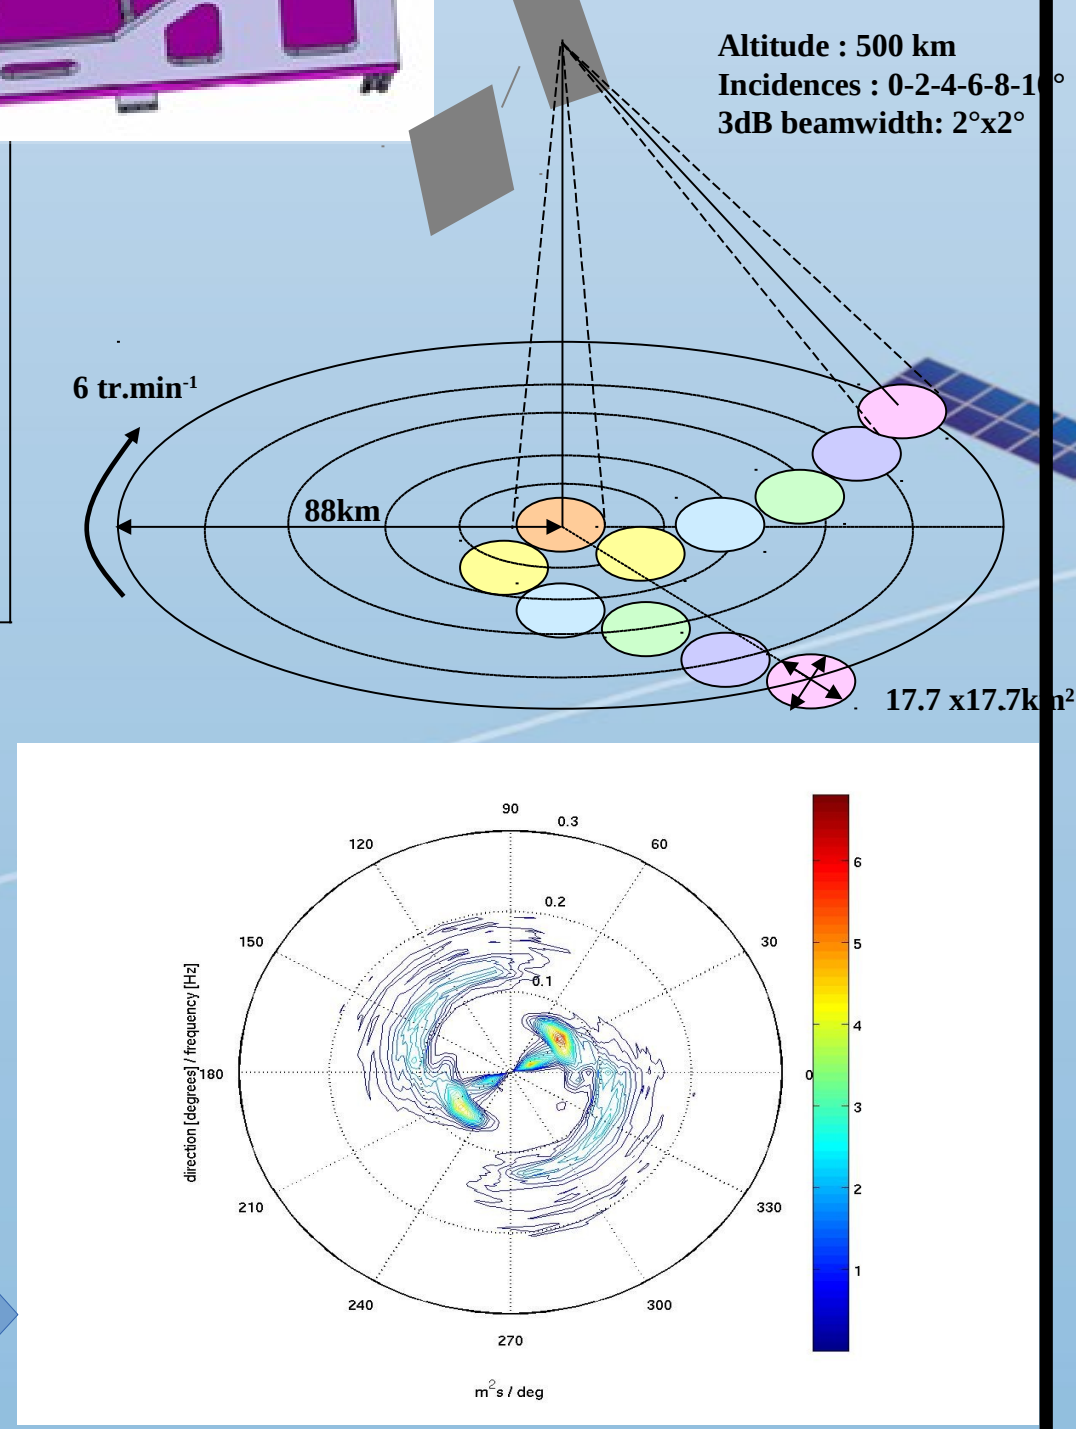 Altitude : 500 km
Incidences : 0-2-4-6-8-10°
3dB beamwidth: 2°x2°
6 tr.min-1
88km
17.7 x17.7km²
90
0.3
120
60
0.2
150
30
0.1
direction [degrees] / frequency [Hz]
180
0
210
330
240
300
270
m2s / deg
6
5
4
3
2
1